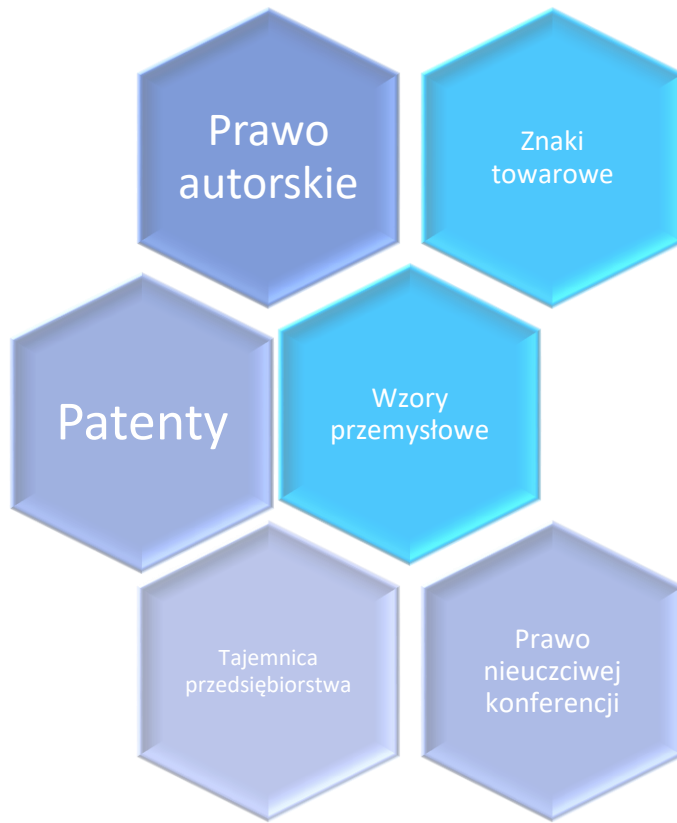 Prawo
autorskie
Znaki
towarowe
Patenty
Wzory
przemysłowe
Tajemnica
przedsiębiorstwa
Prawo
nieuczciwej
konferencji